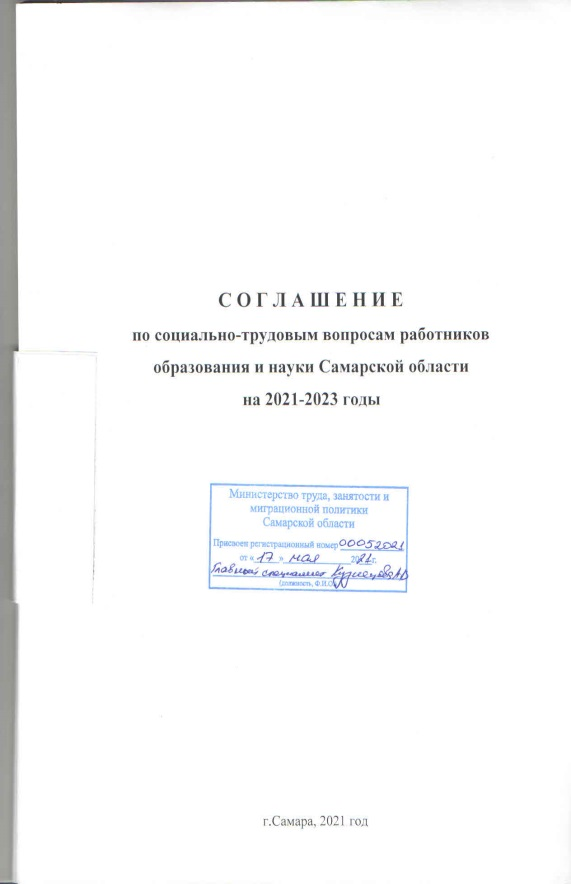 С О Г Л А Ш Е Н И Е
по социально-трудовым вопросам работников
образования и науки Самарской области
на 2021-2023 годы
Министерство труда, занятости и
миграционной политики
Самарской области
Присвоен регистрационный номер 00052021
от « 17 » мая 2021 г.
Главный специалист Кузнецова
(должность, Ф.И.О.)
г.Самара, 2021 год